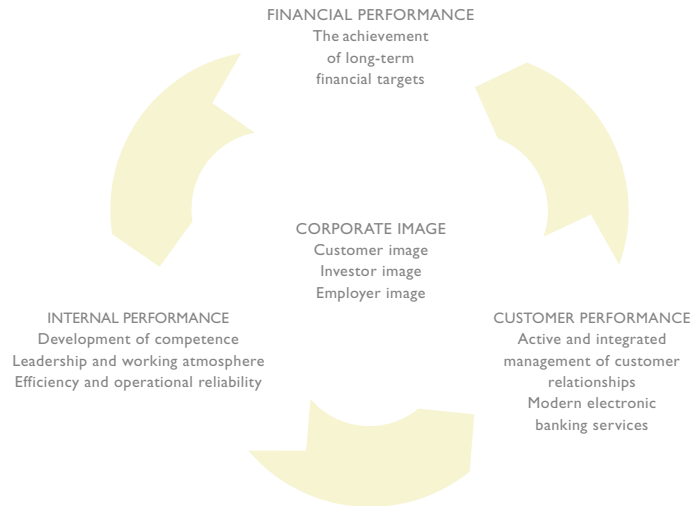 FINANCIAL PERFORMANCE
The achievement
of long-term
financial targets
CORPORATE IMAGE
Customer image
Investor image
Employer image
INTERNAL PERFORMANCE
Development of competence
Leadership and working atmosphere
Efficiency and operational reliability
CUSTOMER PERFORMANCE
Active and integrated
management of customer
relationships
Modern electronic
banking services